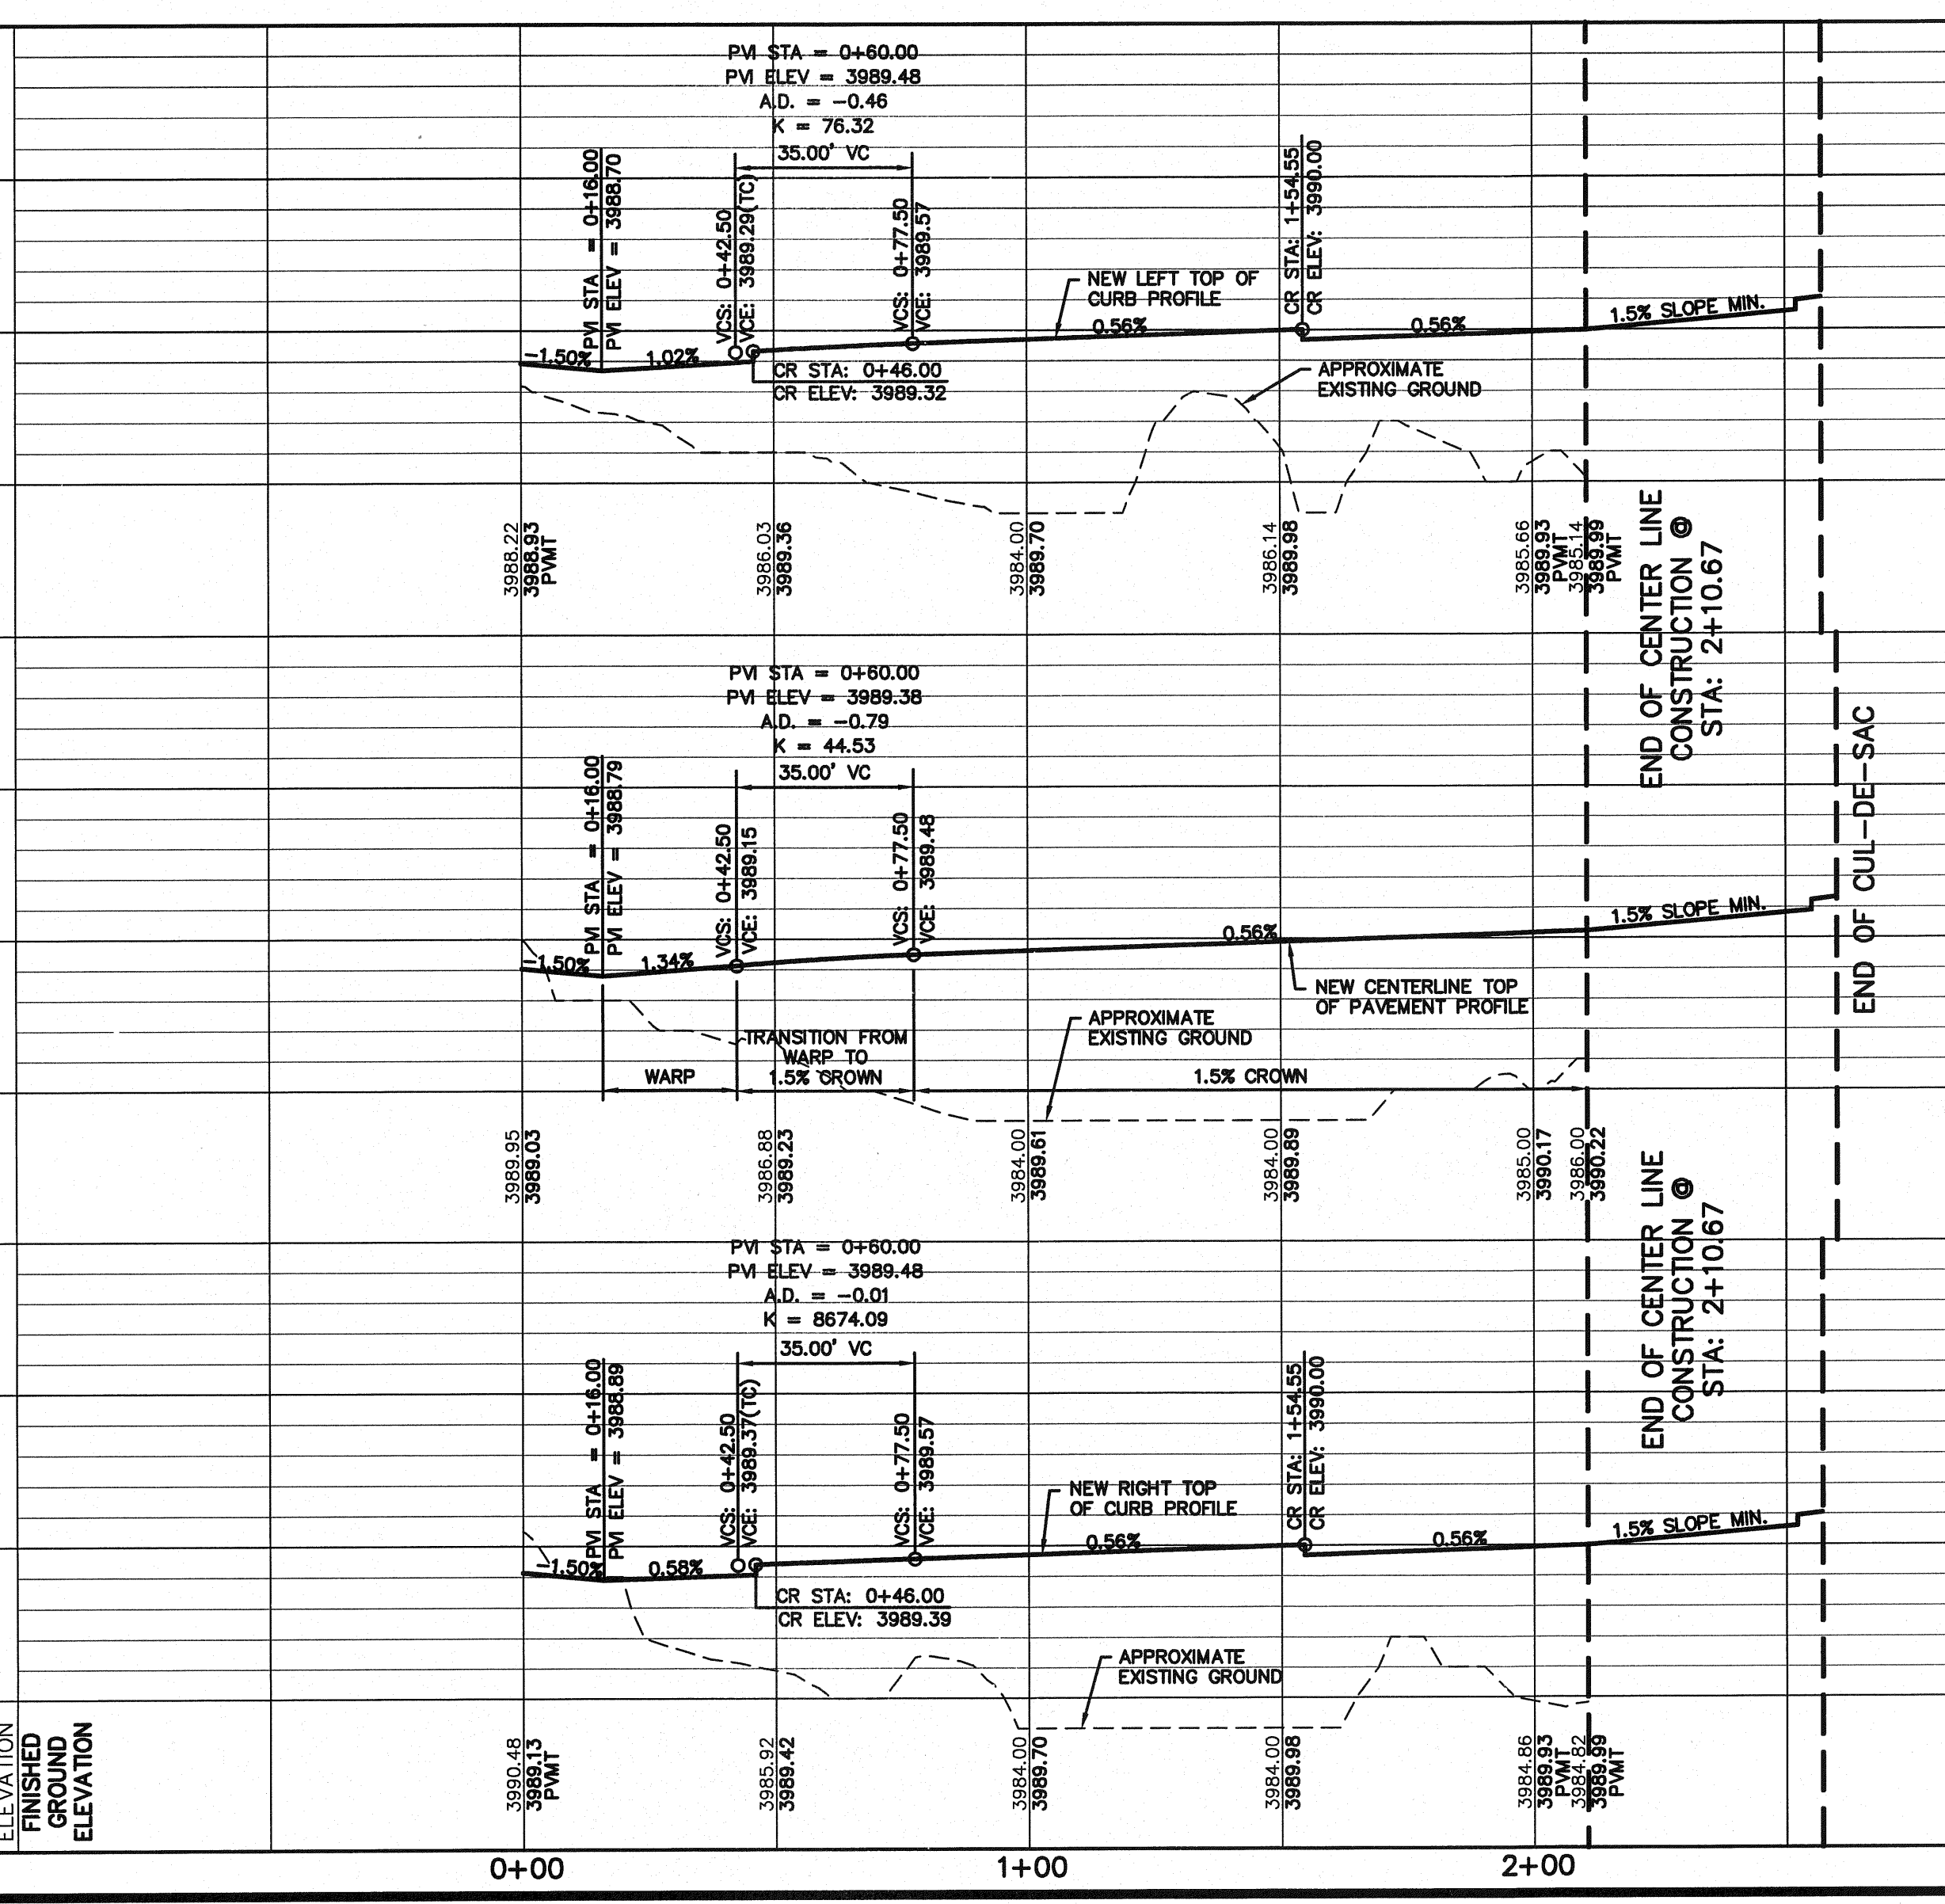 PVI STA = 0+60.00
PVI ELEV = 3989.48
A.D. = -0.46
K = 76.32
35.00' VC
PVI STA = 0+16.00
PVI ELEV = 3988.70
VCS: 0+42.50
VCE: 3989.29(TC)
VCS: 0+77.50
VCE: 3989.57
CR STA: 1+54.55
CR ELEV: 3990.00
NEW LEFT TOP OF
CURB PROFILE
-1.50%
1.02%
0.56%
0.56%
1.5% SLOPE MIN.
CR STA: 0+46.00
CR ELEV: 3989.32
APPROXIMATE
EXISTING GROUND
3988.22
3988.93
PVMT
3986.03
3989.36
3984.00
3989.70
3986.14
3989.98
3985.66
3989.93
PVMT
3985.14
3989.99
PVMT
END OF CENTER LINE
CONSTRUCTION @
STA: 2+10.67
PVI STA = 0+60.00
PVI ELEV = 3989.38
A.D. = -0.79
K = 44.53
35.00' VC
PVI STA = 0+16.00
PVI ELEV = 3988.79
VCS: 0+42.50
VCE: 3989.15
VCS: 0+77.50
VCE: 3989.48
-1.50%
1.34%
0.56%
1.5% SLOPE MIN.
END OF CUL-DE-SAC
NEW CENTERLINE TOP
OF PAVEMENT PROFILE
APPROXIMATE
EXISTING GROUND
WARP
TRANSITION FROM
WARP TO
1.5% CROWN
1.5% CROWN
3989.95
3989.03
3986.88
3989.23
3984.00
3989.61
3984.00
3989.89
3985.00
3990.17
3986.00
3990.22
END OF CENTER LINE
CONSTRUCTION @
STA: 2+10.67
PVI STA = 0+60.00
PVI ELEV = 3989.48
A.D. = -0.01
K = 8674.09
35.00' VC
PVI STA = 0+16.00
PVI ELEV = 3988.89
VCS: 0+42.50
VCE: 3989.37(TC)
VCS: 0+77.50
VCE: 3989.57
CR STA: 1+54.55
CR ELEV: 3990.00
NEW RIGHT TOP
OF CURB PROFILE
-1.50%
0.58%
0.56%
0.56%
1.5% SLOPE MIN.
CR STA: 0+46.00
CR ELEV: 3989.39
APPROXIMATE
EXISTING GROUND
ELEVATION
FINISHED
GROUND
ELEVATION
3990.48
3989.13
PVMT
3985.92
3989.42
3984.00
3989.70
3984.00
3989.98
3984.86
3989.93
PVMT
3984.82
3989.99
PVMT
0+00
1+00
2+00